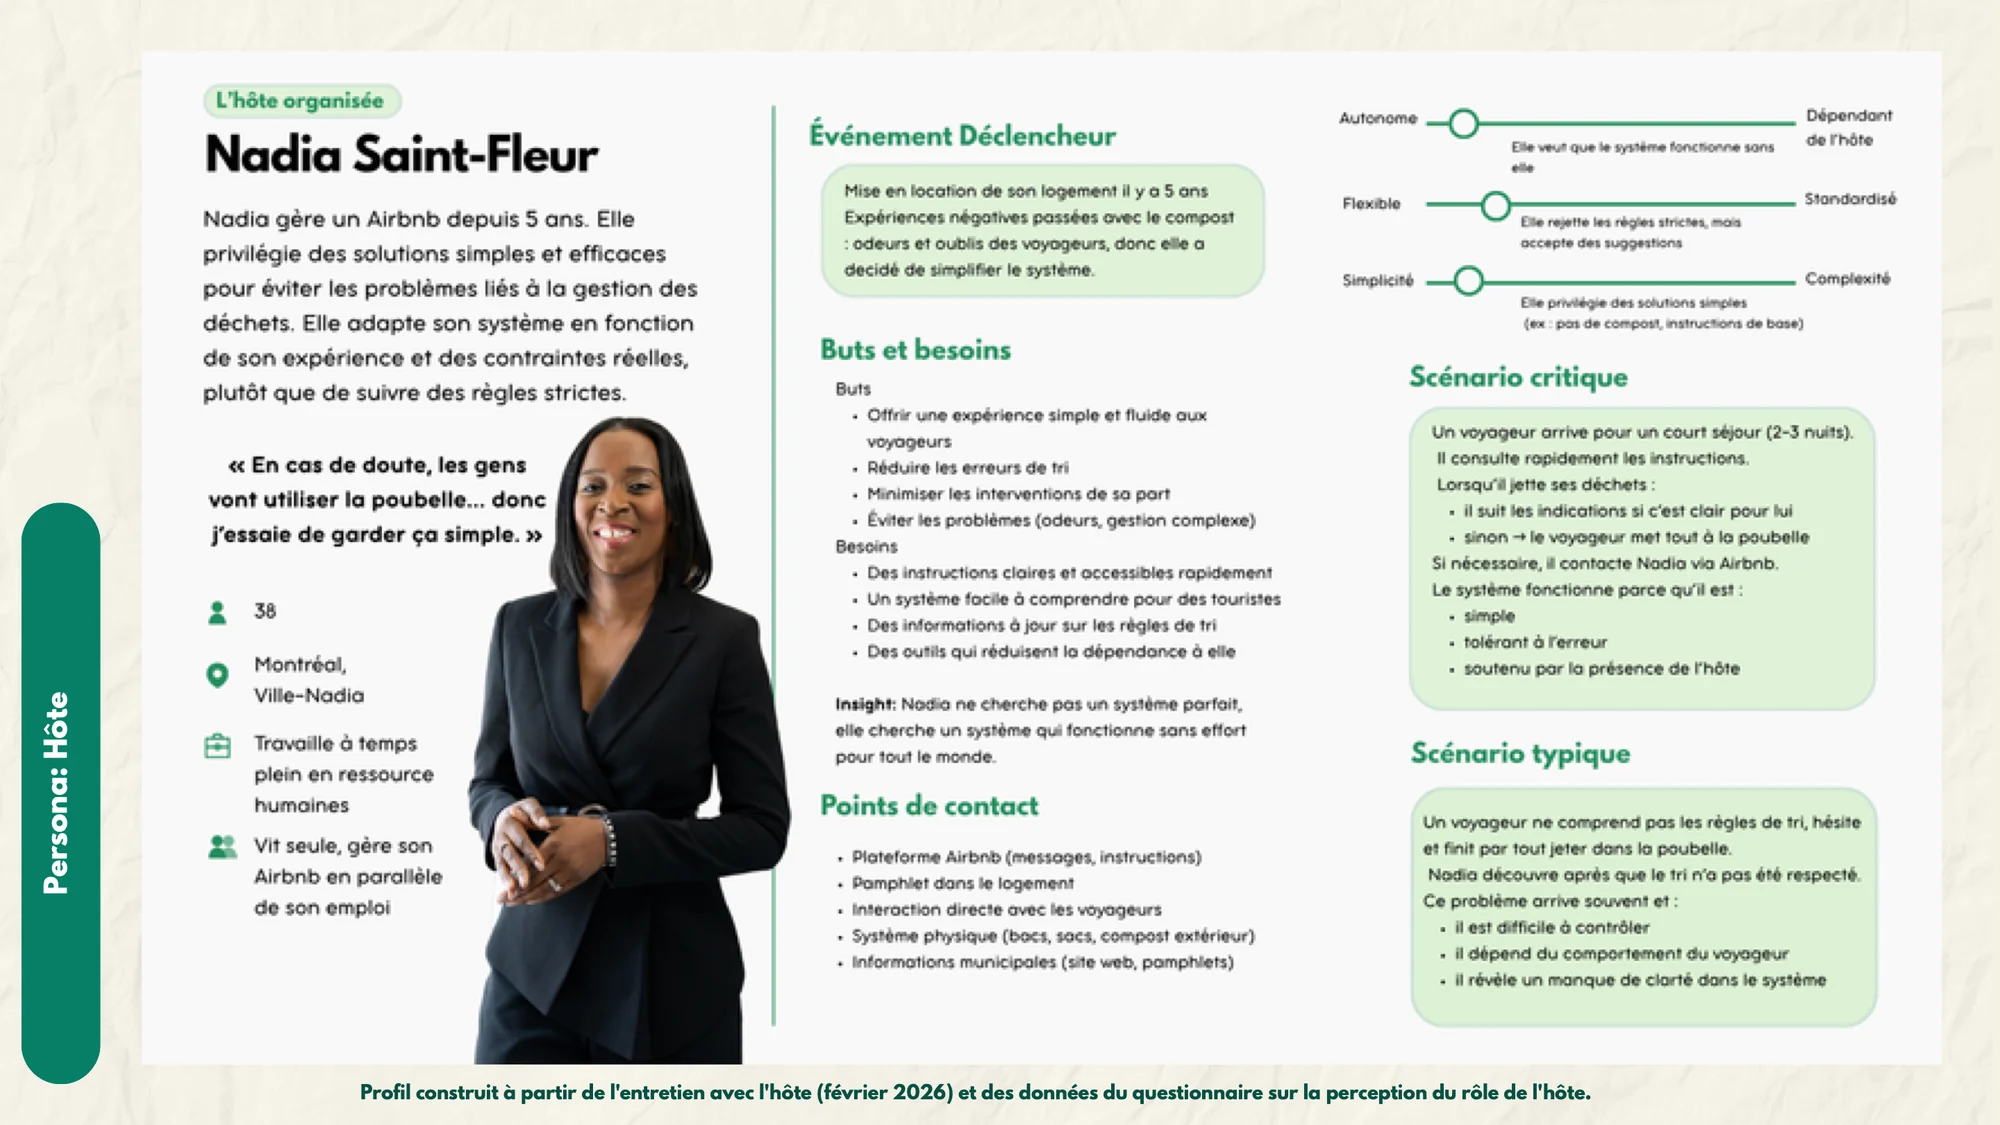 Persona: Hôte
L'hôte organisée
Nadia Saint-Fleur
Nadia gère un Airbnb depuis 5 ans. Elle
privilégie des solutions simples et efficaces
pour éviter les problèmes liés à la gestion des
déchets. Elle adapte son système en fonction
de son expérience et des contraintes réelles,
plutôt que de suivre des règles strictes.
« En cas de doute, les gens
vont utiliser la poubelle... donc
j'essaie de garder ça simple. »
38
Montréal,
Ville-Nadia
Travaille à temps
plein en ressource
humaines
Vit seule, gère son
Airbnb en parallèle
de son emploi
Événement Déclencheur
Mise en location de son logement il y a 5 ans
Expériences négatives passées avec le compost
: odeurs et oublis des voyageurs, donc elle a
decidé de simplifier le système.
Buts et besoins
Buts
• Offrir une expérience simple et fluide aux
voyageurs
• Réduire les erreurs de tri
• Minimiser les interventions de sa part
• Éviter les problèmes (odeurs, gestion complexe)
Besoins
• Des instructions claires et accessibles rapidement
• Un système facile à comprendre pour des touristes
• Des informations à jour sur les règles de tri
• Des outils qui réduisent la dépendance à elle
Insight: Nadia ne cherche pas un système parfait,
elle cherche un système qui fonctionne sans effort
pour tout le monde.
Points de contact
• Plateforme Airbnb (messages, instructions)
• Pamphlet dans le logement
• Interaction directe avec les voyageurs
• Système physique (bacs, sacs, compost extérieur)
• Informations municipales (site web, pamphlets)
Autonome
Dépendant
de l'hôte
Elle veut que le système fonctionne sans
elle
Flexible
Standardisé
Elle rejette les règles strictes, mais
accepte des suggestions
Simplicité
Complexité
Elle privilégie des solutions simples
(ex : pas de compost, instructions de base)
Scénario critique
Un voyageur arrive pour un court séjour (2-3 nuits).
Il consulte rapidement les instructions.
Lorsqu'il jette ses déchets :
• il suit les indications si c'est clair pour lui
• sinon → le voyageur met tout à la poubelle
Si nécessaire, il contacte Nadia via Airbnb.
Le système fonctionne parce qu'il est :
• simple
• tolérant à l'erreur
• soutenu par la présence de l'hôte
Scénario typique
Un voyageur ne comprend pas les règles de tri, hésite
et finit par tout jeter dans la poubelle.
Nadia découvre après que le tri n'a pas été respecté.
Ce problème arrive souvent et :
• il est difficile à contrôler
• il dépend du comportement du voyageur
• il révèle un manque de clarté dans le système
Profil construit à partir de l'entretien avec l'hôte (février 2026) et des données du questionnaire sur la perception du rôle de l'hôte.